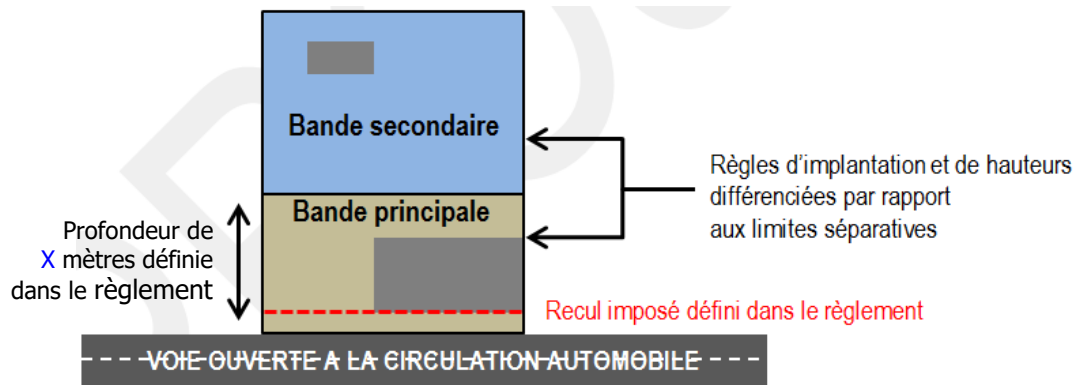 Bande secondaire
Règles d'implantation et de hauteurs
différenciées par rapport
aux limites séparatives
Bande principale
Profondeur de
X mètres définie
dans le règlement
Recul imposé défini dans le règlement
VOIE OUVERTE A LA CIRCULATION AUTOMOBILE